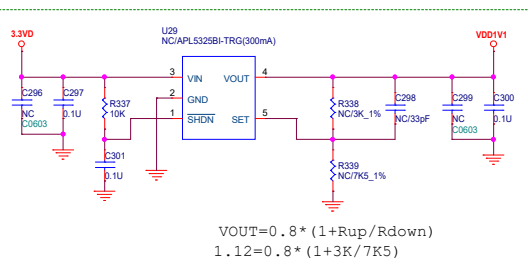 U29
NC/APL5325BI-TRG(300mA)
3.3VD
VDD1V1
3 VIN VOUT 4
2 GND
1 SHDN SET 5
C296
NC
C0603
C297
0.1U
R337
10K
C301
0.1U
R338
NC/3K_1%
C298
NC/33pF
C299
NC
C0603
C300
0.1U
R339
NC/7K5_1%
VOUT=0.8*(1+Rup/Rdown)
1.12=0.8*(1+3K/7K5)